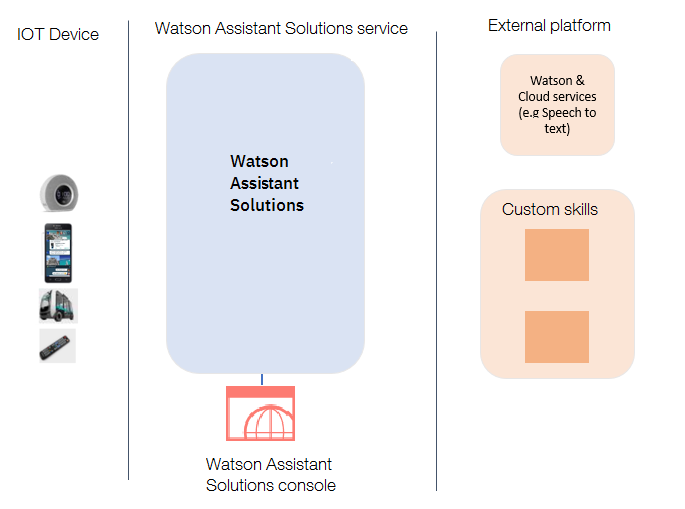 IOT Device
Watson Assistant Solutions service
External platform
Watson
Assistant
Solutions
Watson &
Cloud services
(e.g Speech to
text)
Custom skills
Watson Assistant
Solutions console